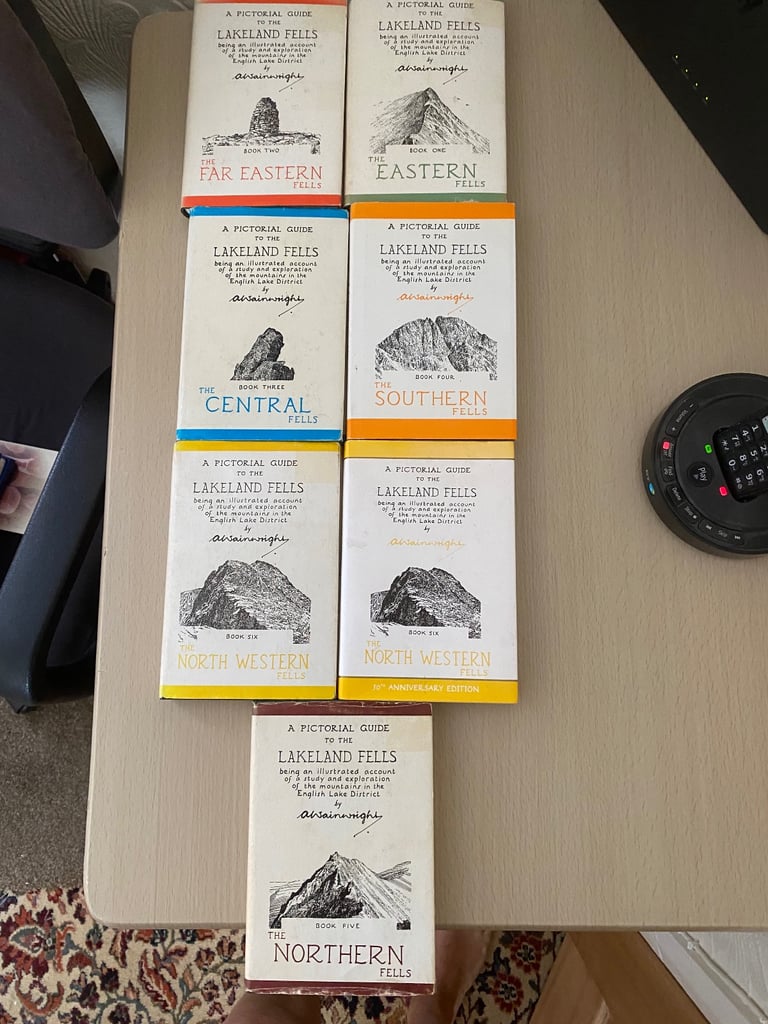 A PICTORIAL GUIDE
TO THE
LAKELAND FELLS
being an illustrated account
of a study and exploration
of the mountains in the
English Lake District
by
AWainwright
BOOK TWO
THE
FAR EASTERN
FELLS
A PICTORIAL GUIDE
TO THE
LAKELAND FELLS
being an illustrated account
of a study and exploration
of the mountains in the
English Lake District
by
AWainwright
BOOK ONE
THE
EASTERN
FELLS
A PICTORIAL GUIDE
TO THE
LAKELAND FELLS
being an illustrated account
of a study and exploration
of the mountains in the
English Lake District
by
AWainwright
BOOK THREE
THE
CENTRAL
FELLS
A PICTORIAL GUIDE
TO THE
LAKELAND FELLS
being an illustrated account
of a study and exploration
of the mountains in the
English Lake District
by
AWainwright
BOOK FOUR
THE
SOUTHERN
FELLS
A PICTORIAL GUIDE
TO THE
LAKELAND FELLS
being an illustrated account
of a study and exploration
of the mountains in the
English Lake District
by
AWainwright
BOOK SIX
THE
NORTH WESTERN
FELLS
A PICTORIAL GUIDE
TO THE
LAKELAND FELLS
being an illustrated account
of a study and exploration
of the mountains in the
English Lake District
by
AWainwright
BOOK SIX
THE
NORTH WESTERN
FELLS
50TH ANNIVERSARY EDITION
A PICTORIAL GUIDE
TO THE
LAKELAND FELLS
being an illustrated account
of a study and exploration
of the mountains in the
English Lake District
by
AWainwright
BOOK FIVE
THE
NORTHERN
FELLS
Play